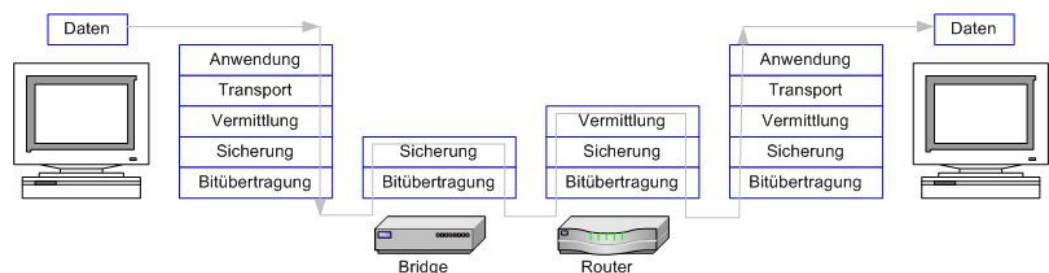 Daten
Daten
Anwendung
Transport
Vermittlung
Sicherung
Bitübertragung
Sicherung
Bitübertragung
Vermittlung
Sicherung
Bitübertragung
Anwendung
Transport
Vermittlung
Sicherung
Bitübertragung
Bridge
Router